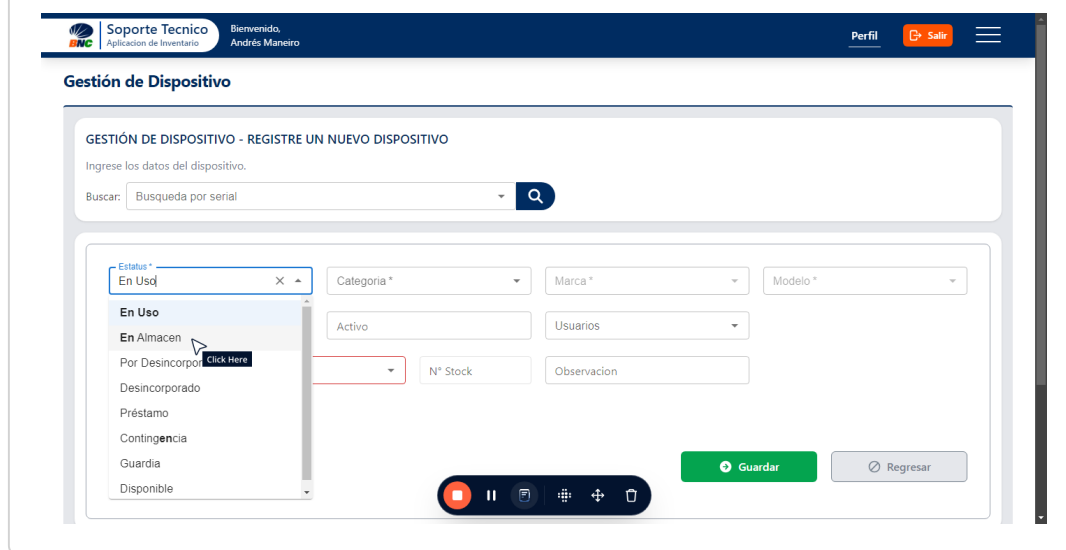 BNC
Soporte Tecnico
Aplicacion de Inventario
Bienvenido,
Andrés Maneiro
Perfil
Salir
Gestión de Dispositivo
GESTIÓN DE DISPOSITIVO - REGISTRE UN NUEVO DISPOSITIVO
Ingrese los datos del dispositivo.
Buscar: Busqueda por serial
Estatus *
En Uso
Categoria *
Marca *
Modelo *
En Uso
En Almacen
Por Desincorpor
Click Here
Desincorporado
Préstamo
Contingencia
Guardia
Disponible
Activo
Usuarios
N° Stock
Observacion
Guardar
Regresar